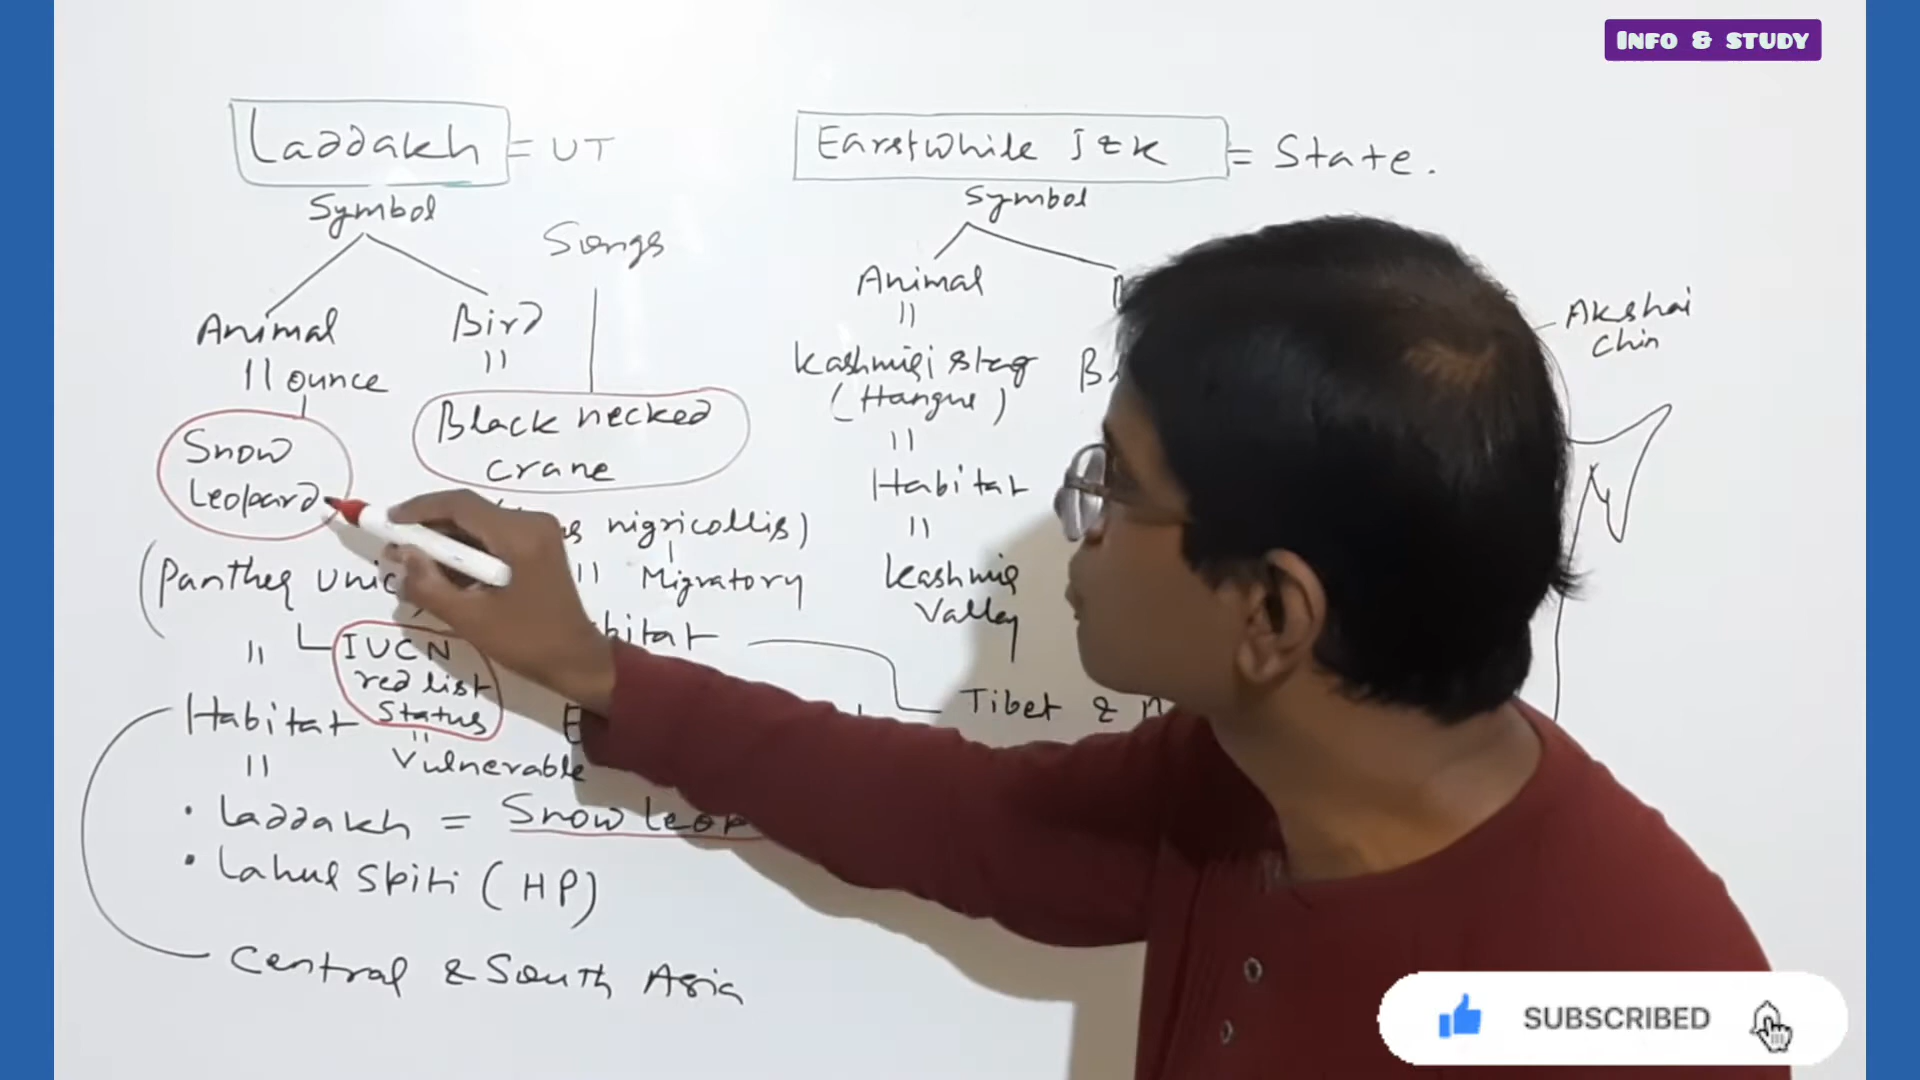 INFO & STUDY
Laddakh = UT
Symbol
Songs
Animal
Bird
ounce
Snow
Leopard
Black necked
crane
nigricollis)
Migratory
(Panther
IUCN
red list
Status
Vulnerable
Habitat
• Laddakh = Snow
• Lahul Spiti (HP)
Central & South Asia
Earstwhile J & K = State.
Symbol
Animal
Kashmiri stag
(Hangue)
Habitat
Kashmir
Valley
Tibet &
Akshai
Chin
SUBSCRIBED